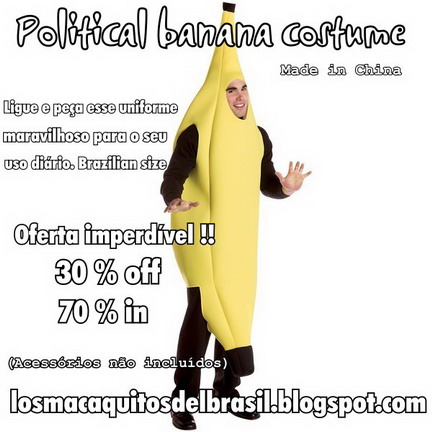 Political banana costume
Made in China
Ligue e peça esse uniforme
maravilhoso para o seu
uso diário. Brazilian size
Oferta imperdível !!
30 % off
70 % in
(Acessórios não incluídos)
losmacaquitosdelbrasil.blogspot.com